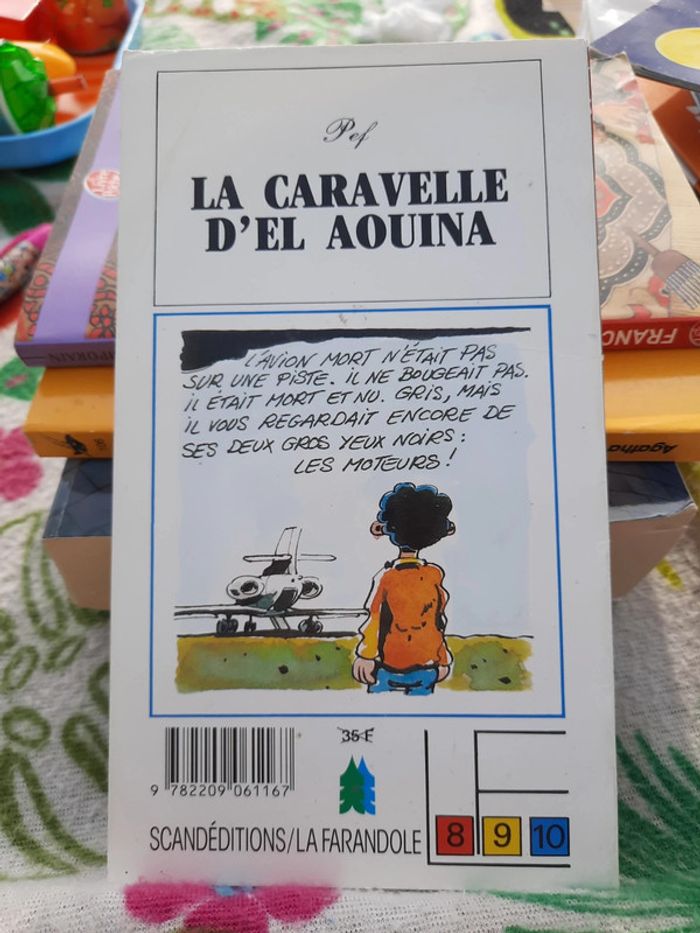 Pef
LA CARAVELLE
D'EL AOUINA
L'AVION MORT N'ÉTAIT PAS
SUR UNE PISTE. IL NE BOUGEAIT PAS.
IL ÉTAIT MORT ET NU. GRIS, MAIS
IL VOUS REGARDAIT ENCORE DE
SES DEUX GROS YEUX NOIRS:
LES MOTEURS!
9 782209 061167
35 F
SCANDÉDITIONS/LA FARANDOLE
8 9 10
FRANC
Agatha